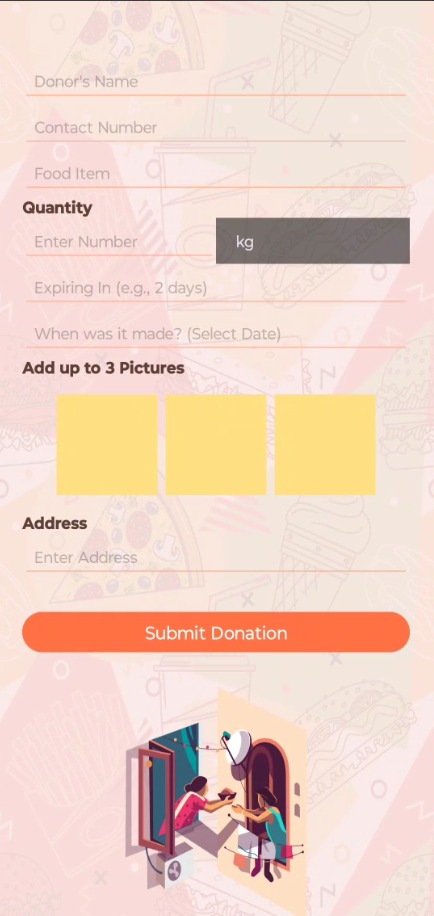 Donor's Name
Contact Number
Food Item
Quantity
Enter Number
kg
Expiring In (e.g., 2 days)
When was it made? (Select Date)
Add up to 3 Pictures
Address
Enter Address
Submit Donation